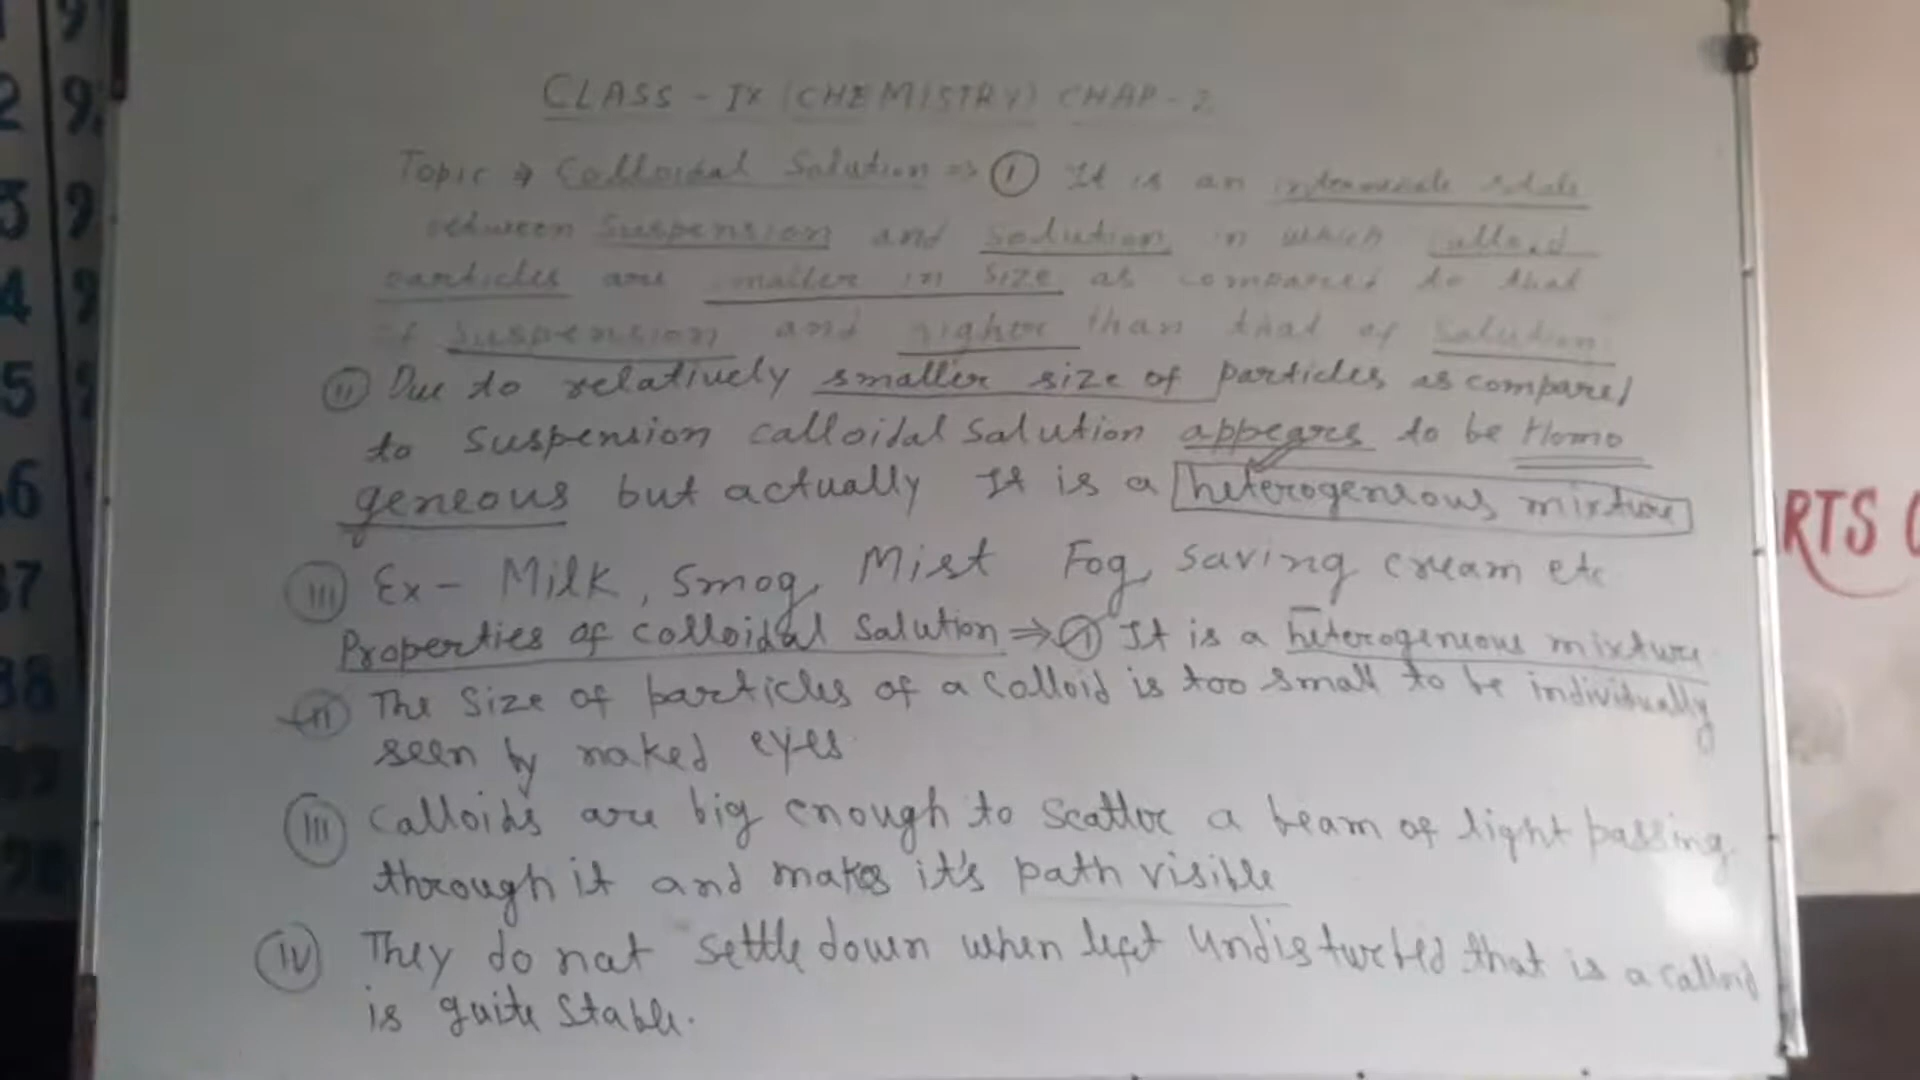 CLASS - IX (CHEMISTRY) CHAP - 2
Topic → Colloidal Solution ⇒ (i) It is an intermediate state
between Suspension and Solution in which colloid
particles are smaller in size as compared to that
of Suspension and higher than that of Solution
(ii) Due to relatively smaller size of particles as compared
to suspension calloidal salution appears to be Homo
geneous but actually It is a heterogeneous mixture
(iii) Ex - Milk, Smog, Mist Fog, saving cream etc
Properties of colloidal salution ⇒ (i) It is a heterogeneous mixture
(ii) The size of particles of a Colloid is too small to be individually
seen by naked eyes
(iii) Calloids are big enough to scatter a beam of light passing
through it and makes it's path visible
(iv) They do not settle down when left undisturbed that is a calloid
is quite stable.
RTS